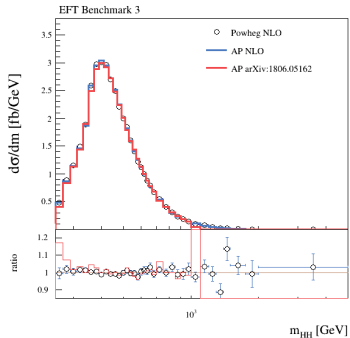 EFT Benchmark 3
dσ/dm [fb/GeV]
3.5
3
2.5
2
1.5
1
0.5
Powheg NLO
AP NLO
AP arXiv:1806.05162
ratio
1.2
1.1
1.0
0.9
10³
m_HH [GeV]